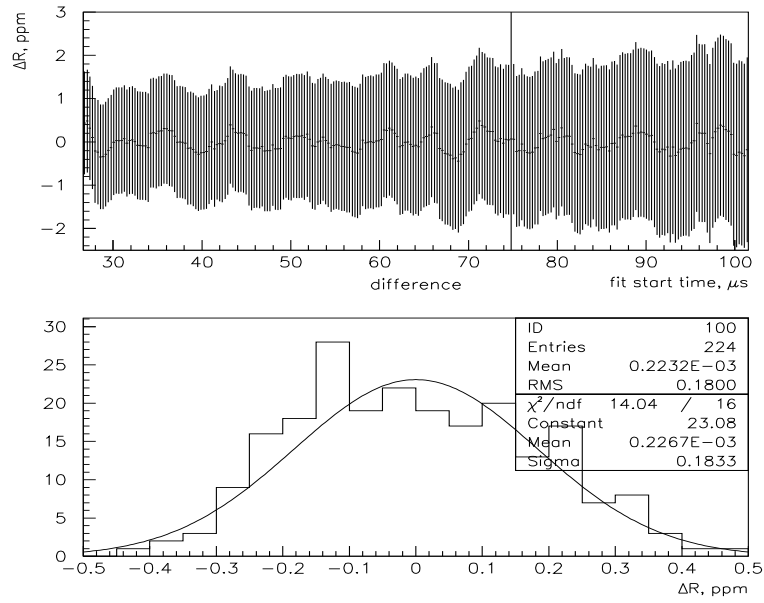 ΔR, ppm
3
2
1
0
−1
−2
30 40 50 60 70 80 90 100
difference
fit start time, μs
30
25
20
15
10
5
0
ID 100
Entries 224
Mean 0.2232E−03
RMS 0.1800
χ²/ndf 14.04 / 16
Constant 23.08
Mean 0.2267E−03
Sigma 0.1833
−0.5 −0.4 −0.3 −0.2 −0.1 0 0.1 0.2 0.3 0.4 0.5
ΔR, ppm